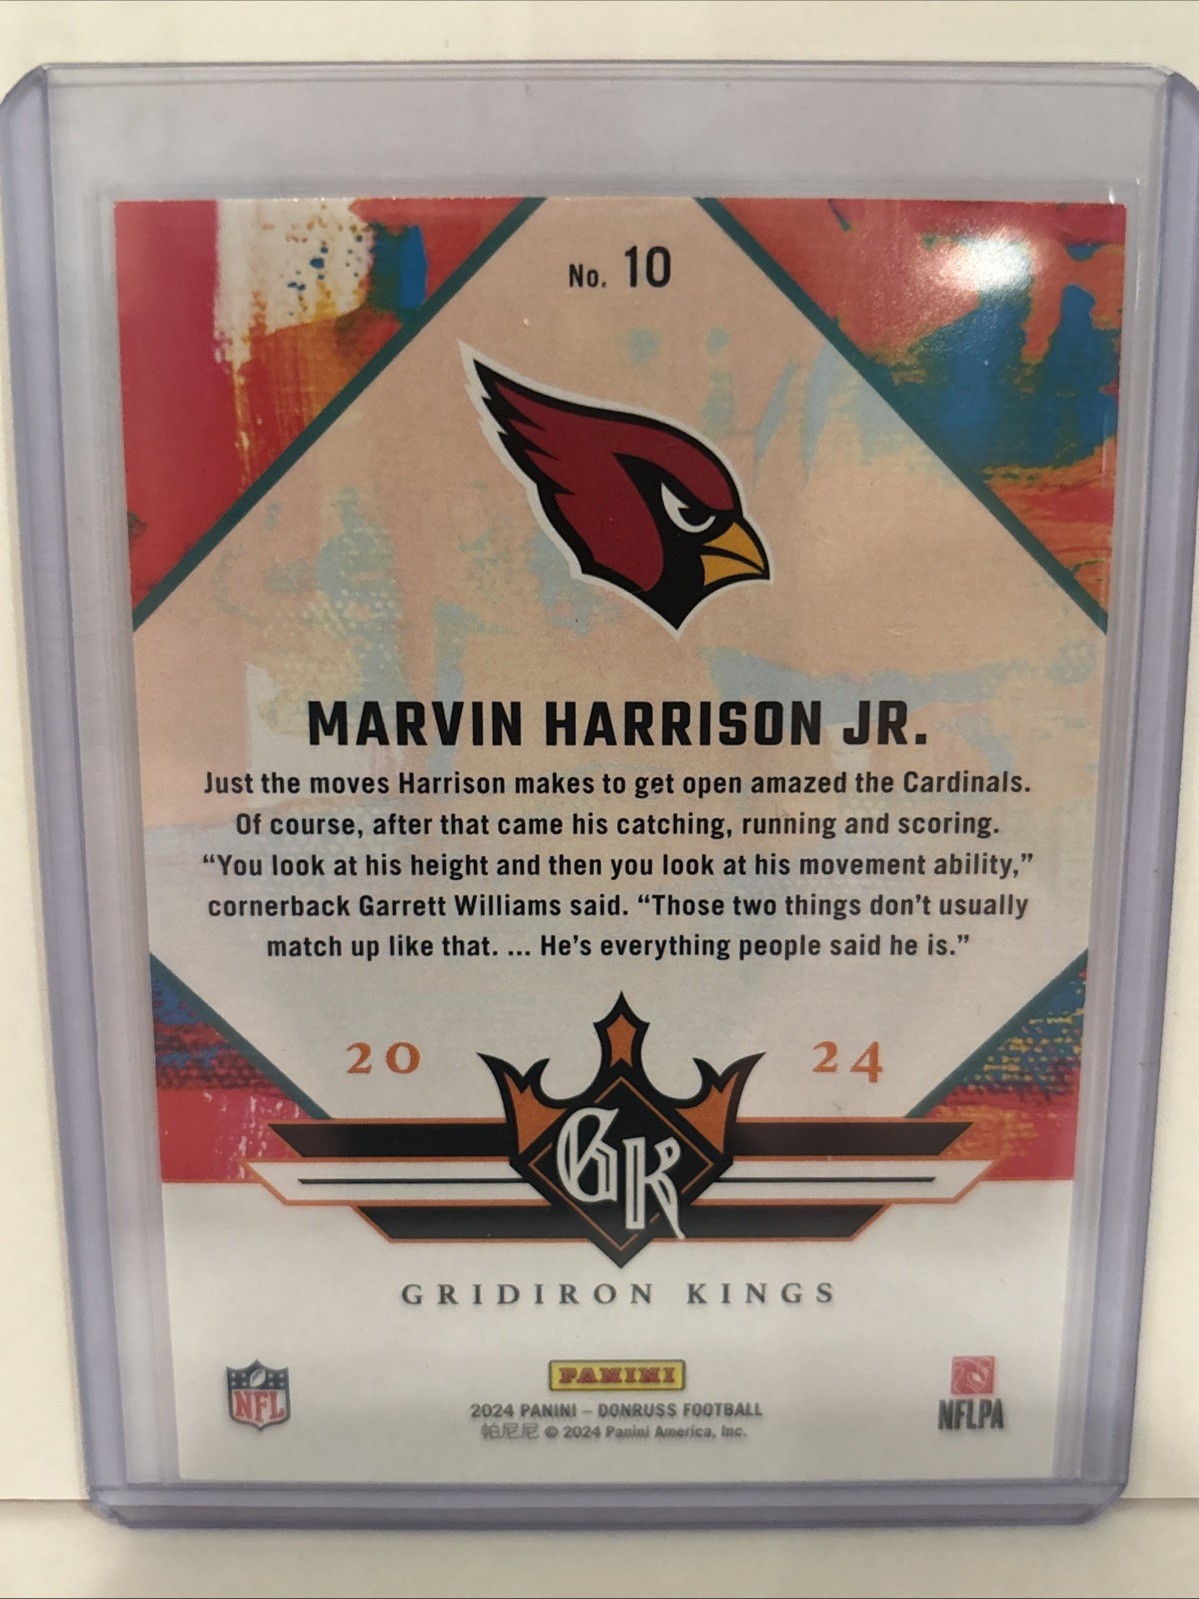 No. 10
MARVIN HARRISON JR.
Just the moves Harrison makes to get open amazed the Cardinals.
Of course, after that came his catching, running and scoring.
“You look at his height and then you look at his movement ability,”
cornerback Garrett Williams said. “Those two things don’t usually
match up like that. ... He’s everything people said he is.”
20 24
GK
GRIDIRON KINGS
NFL
PANINI
2024 PANINI – DONRUSS FOOTBALL
帕尼尼 © 2024 Panini America, Inc.
NFLPA